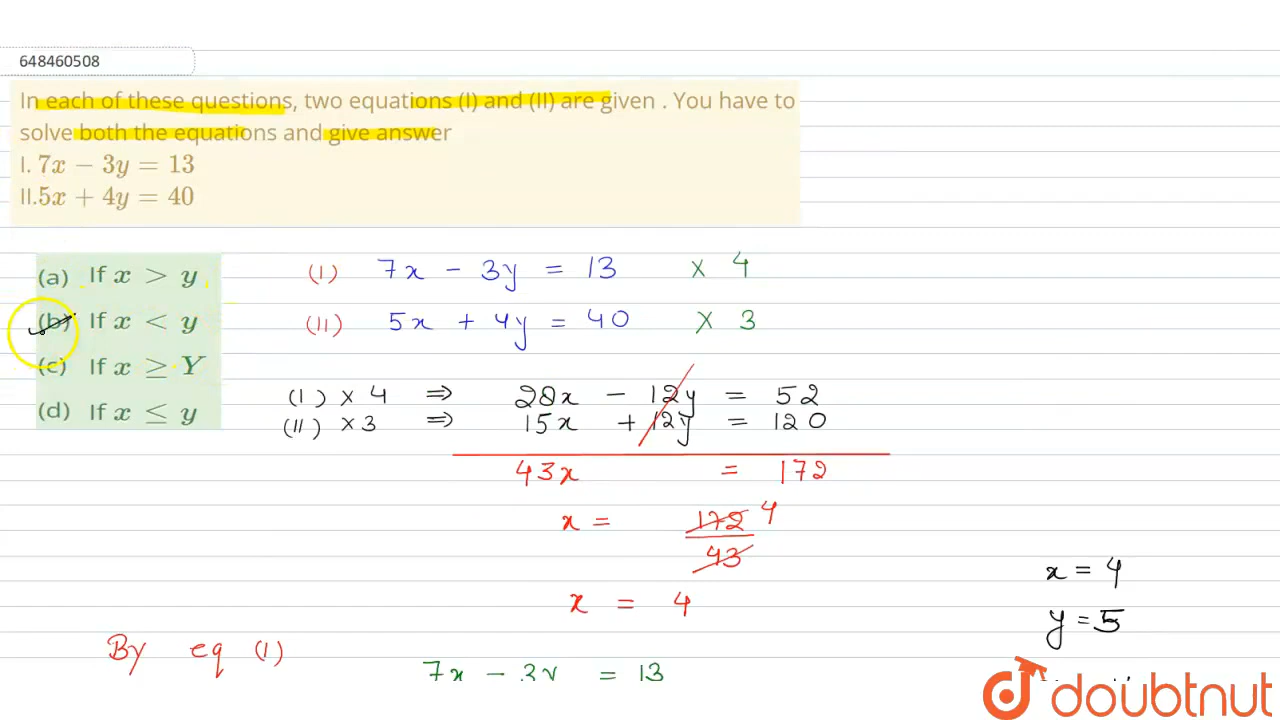 648460508
In each of these questions, two equations (I) and (II) are given . You have to
solve both the equations and give answer
I. 7x − 3y = 13
II.5x + 4y = 40
(a) If x > y
(b) If x < y
(c) If x ≥ Y
(d) If x ≤ y
(I) 7x - 3y = 13 × 4
(II) 5x + 4y = 40 × 3
(I) × 4 ⇒ 28x - 12y = 52
(II) × 3 ⇒ 15x + 12y = 120
43x = 172
x = 172/43 4
x = 4
x = 4
y = 5
By eq (I)
7x - 3y = 13
doubtnut